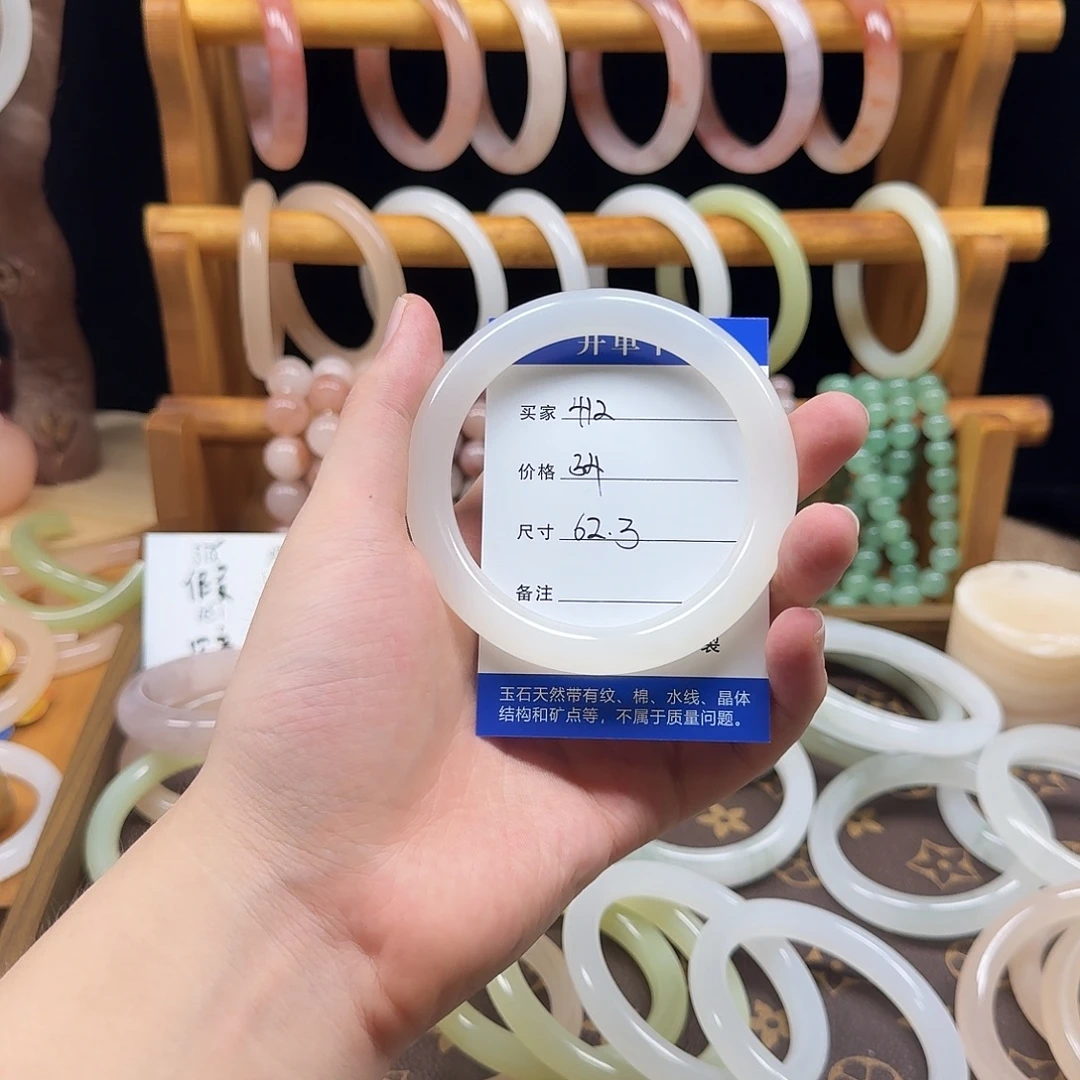 开单卡
买家 412
价格
尺寸 62.3
备注
製
玉石天然带有纹、棉、水线、晶体
结构和矿点等，不属于质量问题。
假